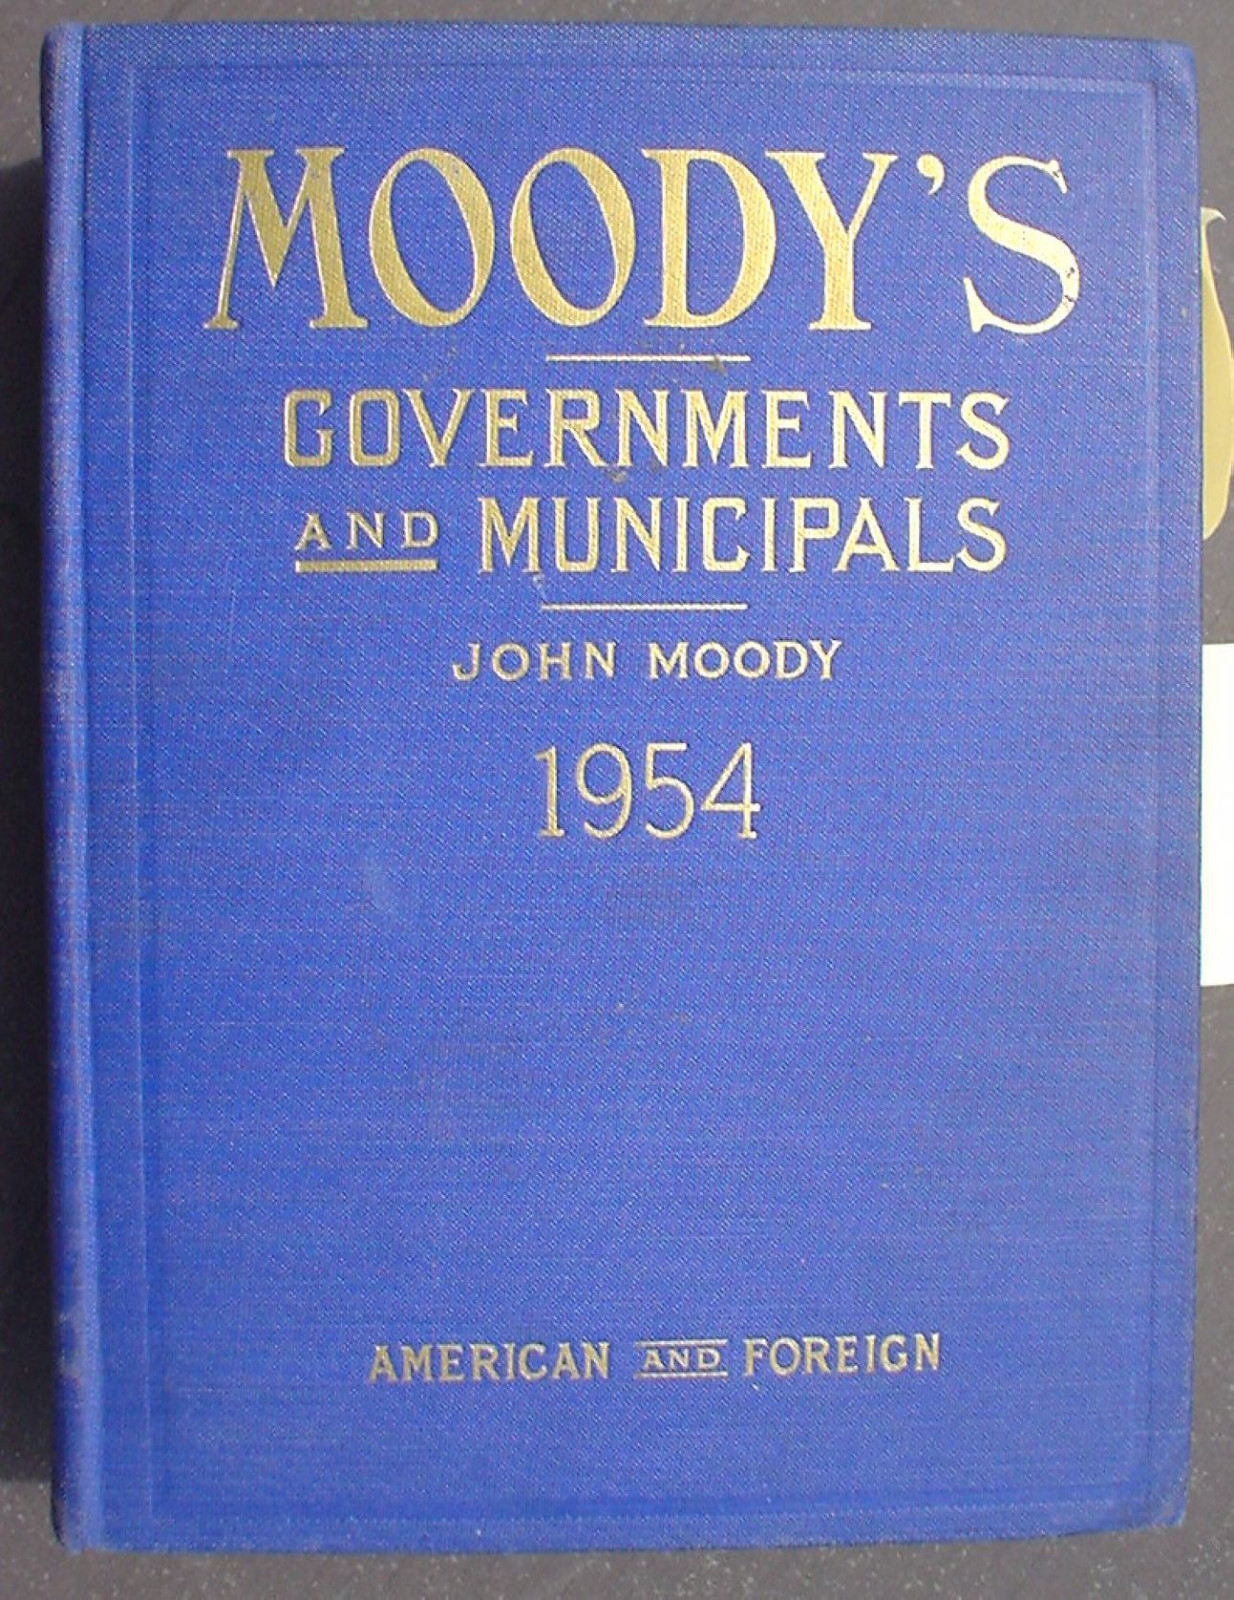 MOODY'S
GOVERNMENTS
AND MUNICIPALS
JOHN MOODY
1954
AMERICAN AND FOREIGN